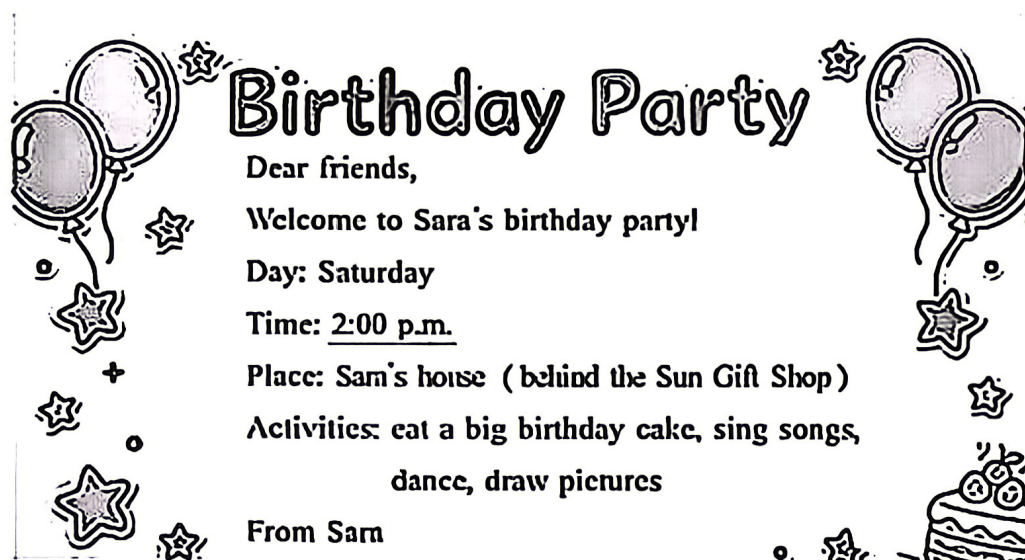 Birthday Party
Dear friends,
Welcome to Sara's birthday party!
Day: Saturday
Time: 2:00 p.m.
Place: Sam's house (behind the Sun Gift Shop)
Activities: eat a big birthday cake, sing songs,
dance, draw pictures
From Sam